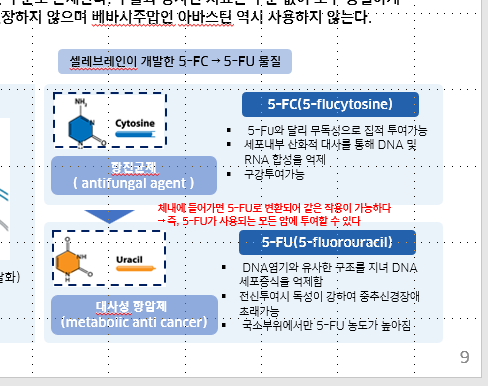 장하지 않으며 베바시주맙인 아바스틴 역시 사용하지 않는다.
셀레브레인이 개발한 5-FC → 5-FU 물질
NH₂
N
Cytosine
항진균제
( antifungal agent )
5-FC(5-flucytosine)
▪ 5-FU와 달리 무독성으로 직접 투여가능
▪ 세포내부 산화적 대사를 통해 DNA 및
RNA 합성를 억제
▪ 구강투여가능
체내에 들어가면 5-FU로 변환되어 같은 작용이 가능하다
→ 즉, 5-FU가 사용되는 모든 암에 투여할 수 있다
O
NH
Uracil
대사성 항암제
(metabolic anti cancer)
5-FU(5-fluorouracil)
▪ DNA염기와 유사한 구조를 지녀 DNA
세포증식을 억제함
▪ 전신투여시 독성이 강하여 중추신경장애
초래가능
▪ 국소부위에서만 5-FU 농도가 높아짐
9